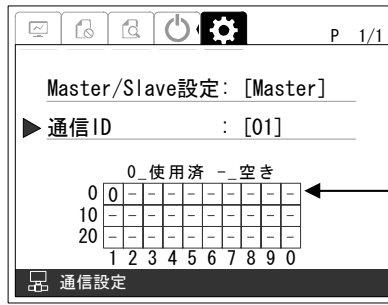 P 1/1
Master/Slave設定: [Master]
▶通信ID : [01]
0_使用済 -_空き
0 0 - - - - - - - - -
10 - - - - - - - - - -
20 - - - - - - - - - -
1 2 3 4 5 6 7 8 9 0
通信設定